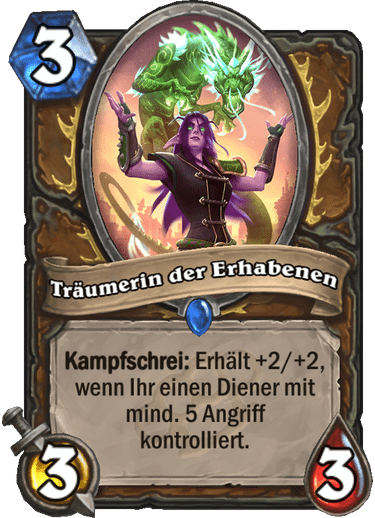 3
Träumerin der Erhabenen
Kampfschrei: Erhält +2/+2,
wenn Ihr einen Diener mit
mind. 5 Angriff
kontrolliert.
3
3